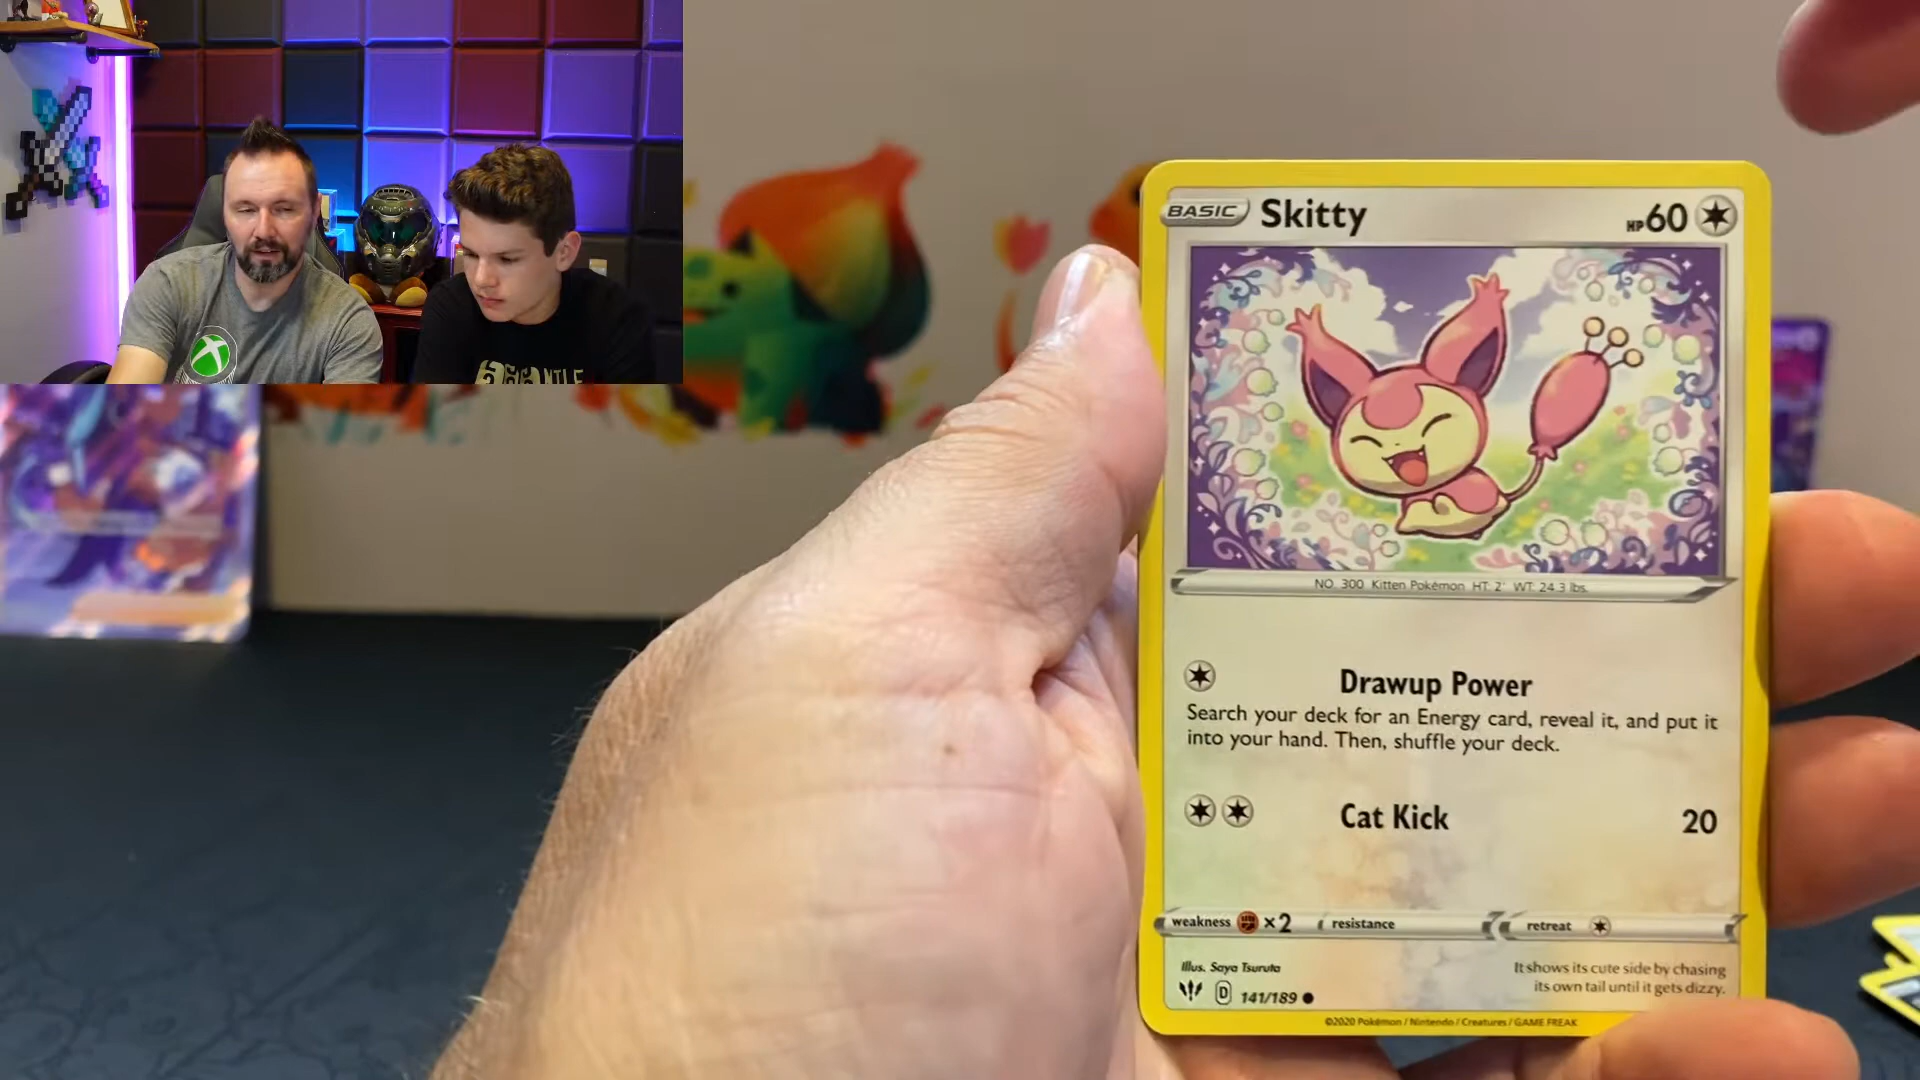 BASIC Skitty HP 60
NO. 300 Kitten Pokémon HT: 2' WT: 24.3 lbs.
Drawup Power
Search your deck for an Energy card, reveal it, and put it
into your hand. Then, shuffle your deck.
Cat Kick 20
weakness ×2 resistance retreat
Illus. Saya Tsuruta
It shows its cute side by chasing
its own tail until it gets dizzy.
D 141/189
©2020 Pokémon / Nintendo / Creatures / GAME FREAK